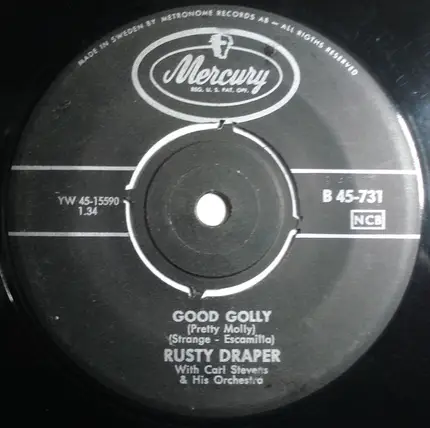 MADE IN SWEDEN BY METRONOME RECORDS AB – ALL RIGTHS RESERVED
Mercury
REG. U. S. PAT. OFF.
YW 45-15590
1.34
B 45-731
NCB
GOOD GOLLY
(Pretty Molly)
(Strange - Escamilla)
RUSTY DRAPER
With Carl Stevens
& His Orchestra